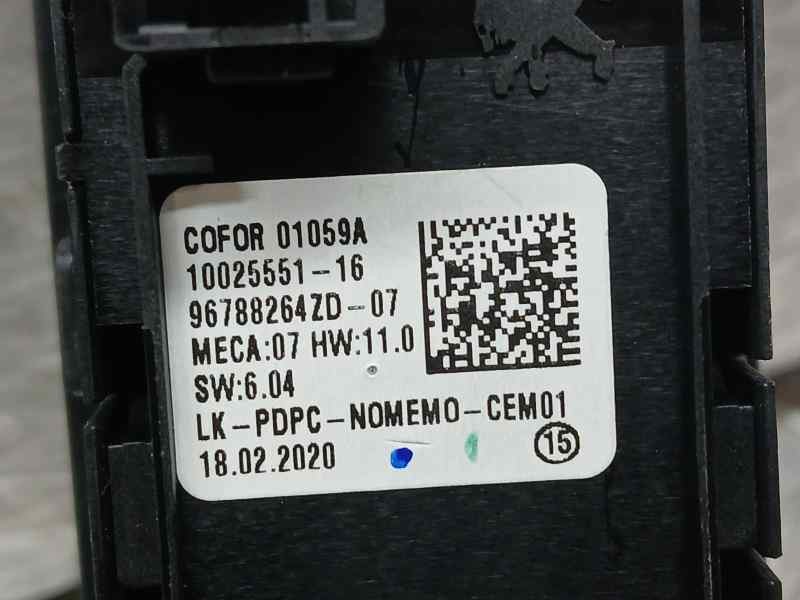 COFOR 01059A
10025551-16
96788264ZD-07
MECA:07 HW:11.0
SW:6.04
LK-PDPC-NOMEMO-CEM01
18.02.2020
15